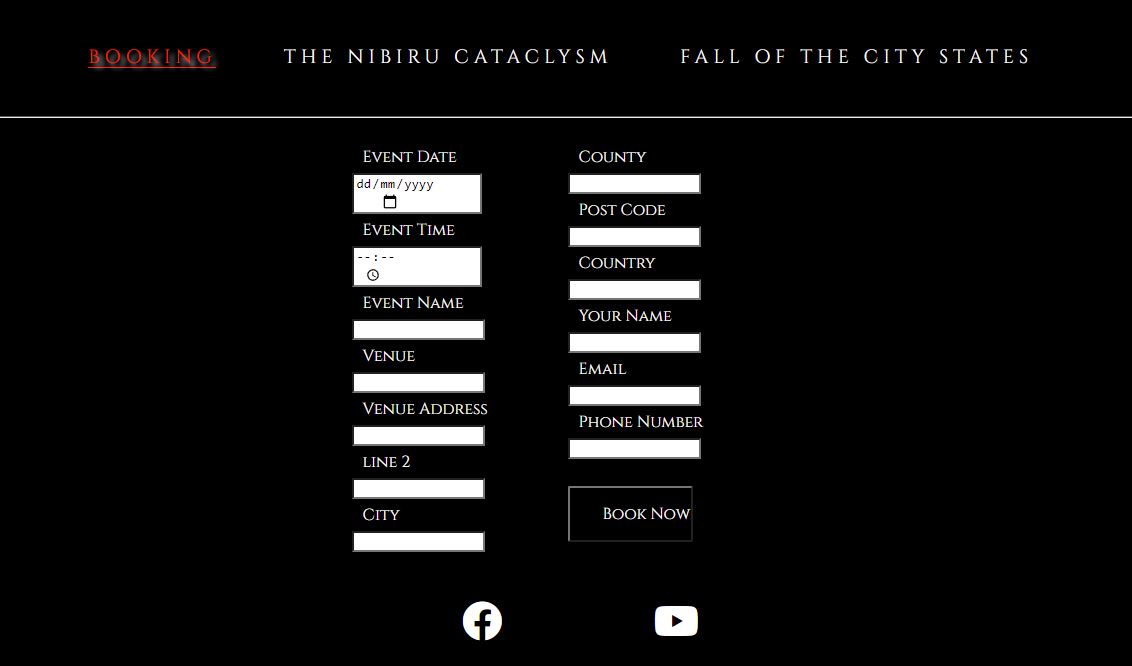 BOOKING THE NIBIRU CATACLYSM FALL OF THE CITY STATES
Event Date
dd/mm/yyyy
Event Time
--:--
Event Name
Venue
Venue Address
line 2
City
County
Post Code
Country
Your Name
Email
Phone Number
Book Now